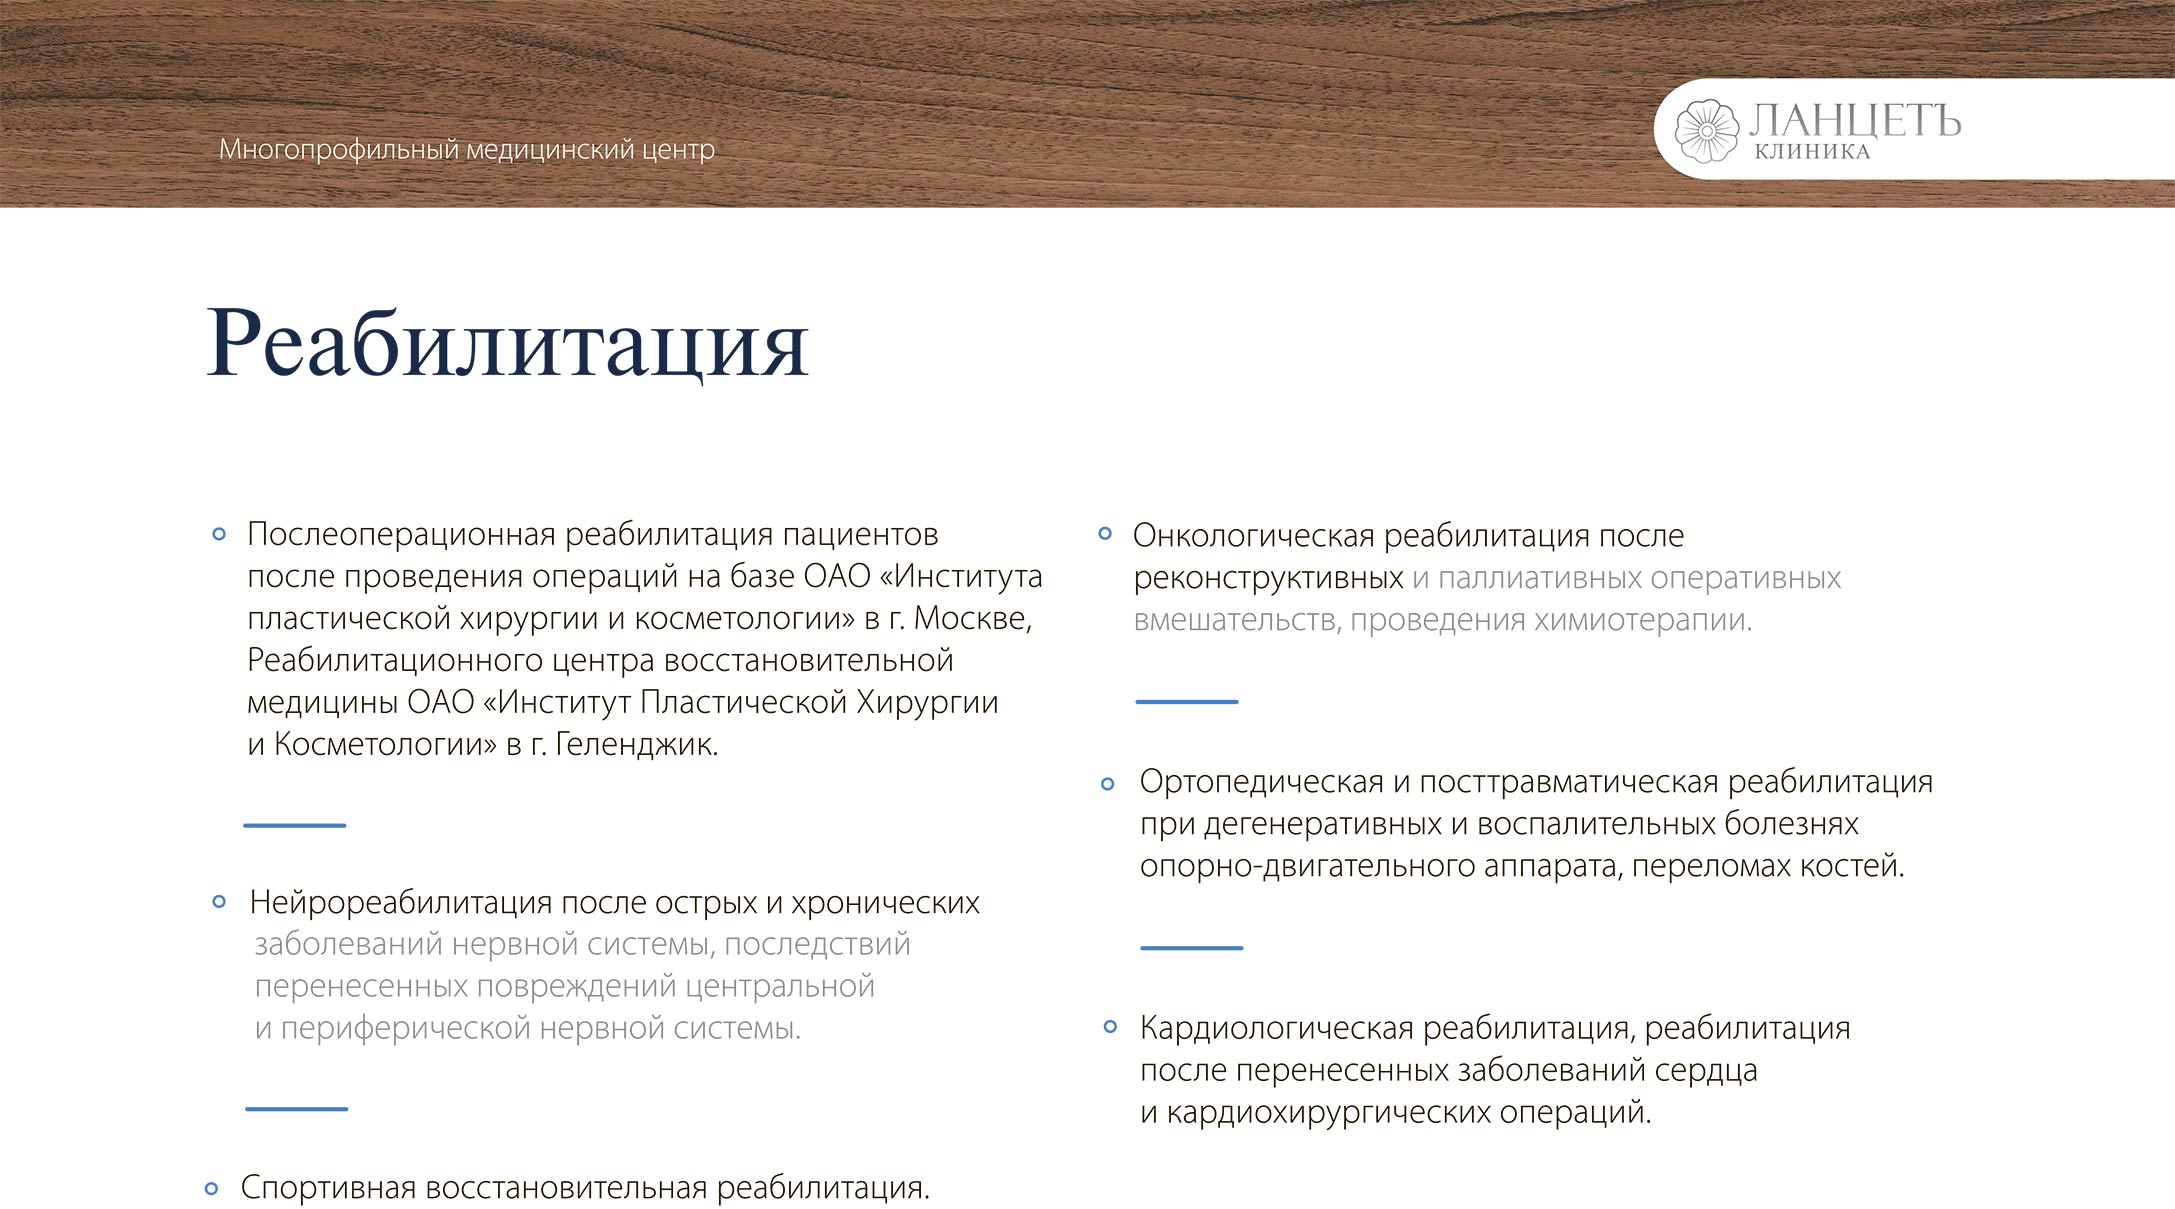 Многопрофильный медицинский центр
ЛАНЦЕТЪ
КЛИНИКА
Реабилитация
Послеоперационная реабилитация пациентов
после проведения операций на базе ОАО «Института
пластической хирургии и косметологии» в г. Москве,
Реабилитационного центра восстановительной
медицины ОАО «Институт Пластической Хирургии
и Косметологии» в г. Геленджик.
Нейрореабилитация после острых и хронических
заболеваний нервной системы, последствий
перенесенных повреждений центральной
и периферической нервной системы.
Спортивная восстановительная реабилитация.
Онкологическая реабилитация после
реконструктивных и паллиативных оперативных
вмешательств, проведения химиотерапии.
Ортопедическая и посттравматическая реабилитация
при дегенеративных и воспалительных болезнях
опорно-двигательного аппарата, переломах костей.
Кардиологическая реабилитация, реабилитация
после перенесенных заболеваний сердца
и кардиохирургических операций.